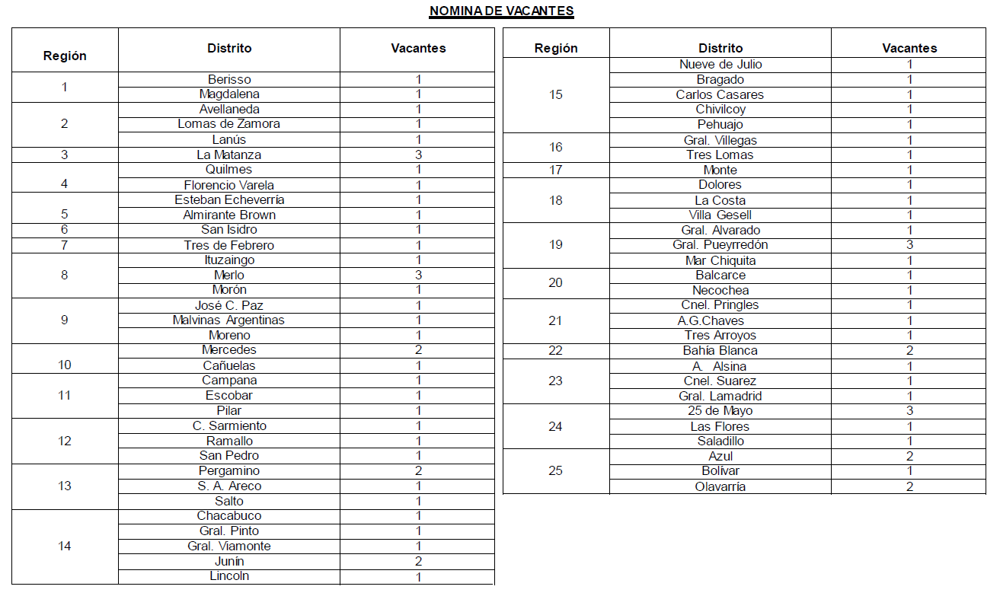 NOMINA DE VACANTES
Región Distrito Vacantes
1 Berisso 1
Magdalena 1
2 Avellaneda 1
Lomas de Zamora 1
Lanús 1
3 La Matanza 3
4 Quilmes 1
Florencio Varela 1
5 Esteban Echeverría 1
Almirante Brown 1
6 San Isidro 1
7 Tres de Febrero 1
8 Ituzaingo 1
Merlo 3
Morón 1
9 José C. Paz 1
Malvinas Argentinas 1
Moreno 1
10 Mercedes 2
Cañuelas 1
11 Campana 1
Escobar 1
Pilar 1
12 C. Sarmiento 1
Ramallo 1
San Pedro 1
13 Pergamino 2
S. A. Areco 1
Salto 1
14 Chacabuco 1
Gral. Pinto 1
Gral. Viamonte 1
Junín 2
Lincoln 1
Región Distrito Vacantes
15 Nueve de Julio 1
Bragado 1
Carlos Casares 1
Chivilcoy 1
Pehuajo 1
16 Gral. Villegas 1
Tres Lomas 1
17 Monte 1
18 Dolores 1
La Costa 1
Villa Gesell 1
19 Gral. Alvarado 1
Gral. Pueyrredón 3
Mar Chiquita 1
20 Balcarce 1
Necochea 1
21 Cnel. Pringles 1
A.G.Chaves 1
Tres Arroyos 1
22 Bahía Blanca 2
23 A. Alsina 1
Cnel. Suarez 1
Gral. Lamadrid 1
24 25 de Mayo 3
Las Flores 1
Saladillo 1
25 Azul 2
Bolívar 1
Olavarría 2